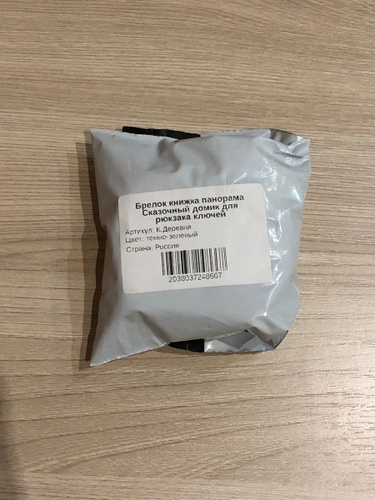 Брелок книжка панорама
Сказочный домик для
рюкзака ключей
Артикул: К.Деревня
Цвет: темно-зеленый
Страна: Россия
2038037248667